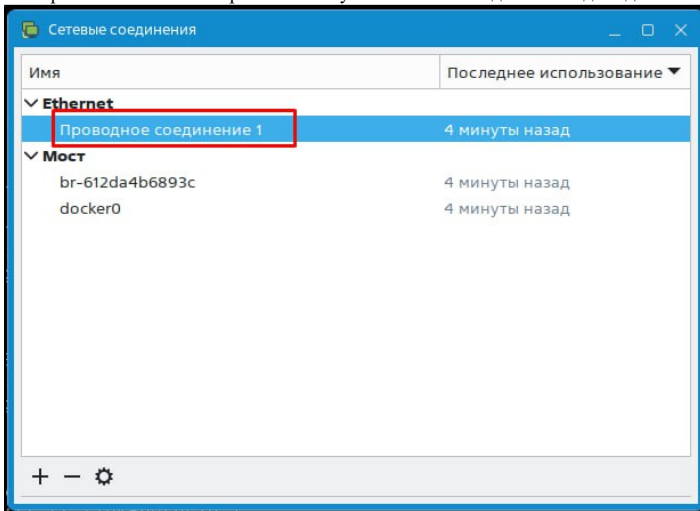 Сетевые соединения
Имя Последнее использование
Ethernet
Проводное соединение 1 4 минуты назад
Мост
br-612da4b6893c 4 минуты назад
docker0 4 минуты назад